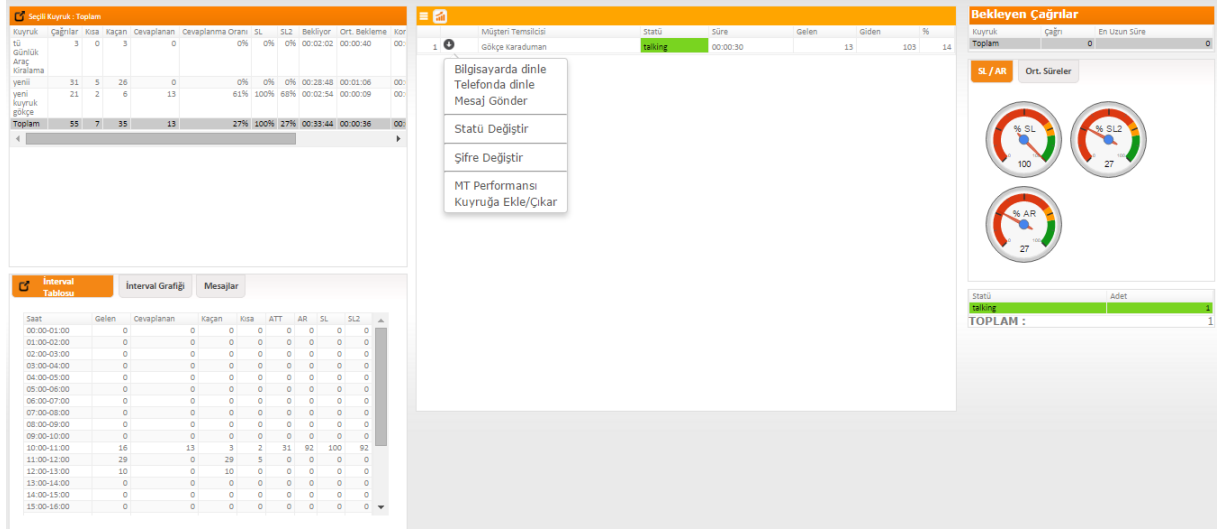 Seçili Kuyruk : Toplam
Kuyruk Çağrılar Kısa Kaçan Cevaplanan Cevaplanma Oranı SL SL2 Bekliyor Ort. Bekleme Kor
tü
Günlük
Araç
Kiralama 3 0 3 0 0% 0% 0% 00:02:02 00:00:40 00:
yenii 31 5 26 0 0% 0% 0% 00:28:48 00:01:06 00:
yeni
kuyruk
gökçe 21 2 6 13 61% 100% 68% 00:02:54 00:00:09 00:
Toplam 55 7 35 13 27% 100% 27% 00:33:44 00:00:36 00:
İnterval
Tablosu
İnterval Grafiği
Mesajlar
Saat Gelen Cevaplanan Kaçan Kısa ATT AR SL SL2
00:00-01:00 0 0 0 0 0 0 0 0
01:00-02:00 0 0 0 0 0 0 0 0
02:00-03:00 0 0 0 0 0 0 0 0
03:00-04:00 0 0 0 0 0 0 0 0
04:00-05:00 0 0 0 0 0 0 0 0
05:00-06:00 0 0 0 0 0 0 0 0
06:00-07:00 0 0 0 0 0 0 0 0
07:00-08:00 0 0 0 0 0 0 0 0
08:00-09:00 0 0 0 0 0 0 0 0
09:00-10:00 0 0 0 0 0 0 0 0
10:00-11:00 16 13 3 2 31 92 100 92
11:00-12:00 29 0 29 5 0 0 0 0
12:00-13:00 10 0 10 0 0 0 0 0
13:00-14:00 0 0 0 0 0 0 0 0
14:00-15:00 0 0 0 0 0 0 0 0
15:00-16:00 0 0 0 0 0 0 0 0
Müşteri Temsilcisi Statü Süre Gelen Giden %
1 Gökçe Karaduman talking 00:00:30 13 103 14
Bilgisayarda dinle
Telefonda dinle
Mesaj Gönder
Statü Değiştir
Şifre Değiştir
MT Performansı
Kuyruğa Ekle/Çıkar
Bekleyen Çağrılar
Kuyruk Çağrı En Uzun Süre
Toplam 0 0
SL / AR
Ort. Süreler
% SL
0 100
100
% SL2
0 100
27
% AR
0 100
27
Statü Adet
talking 1
TOPLAM : 1